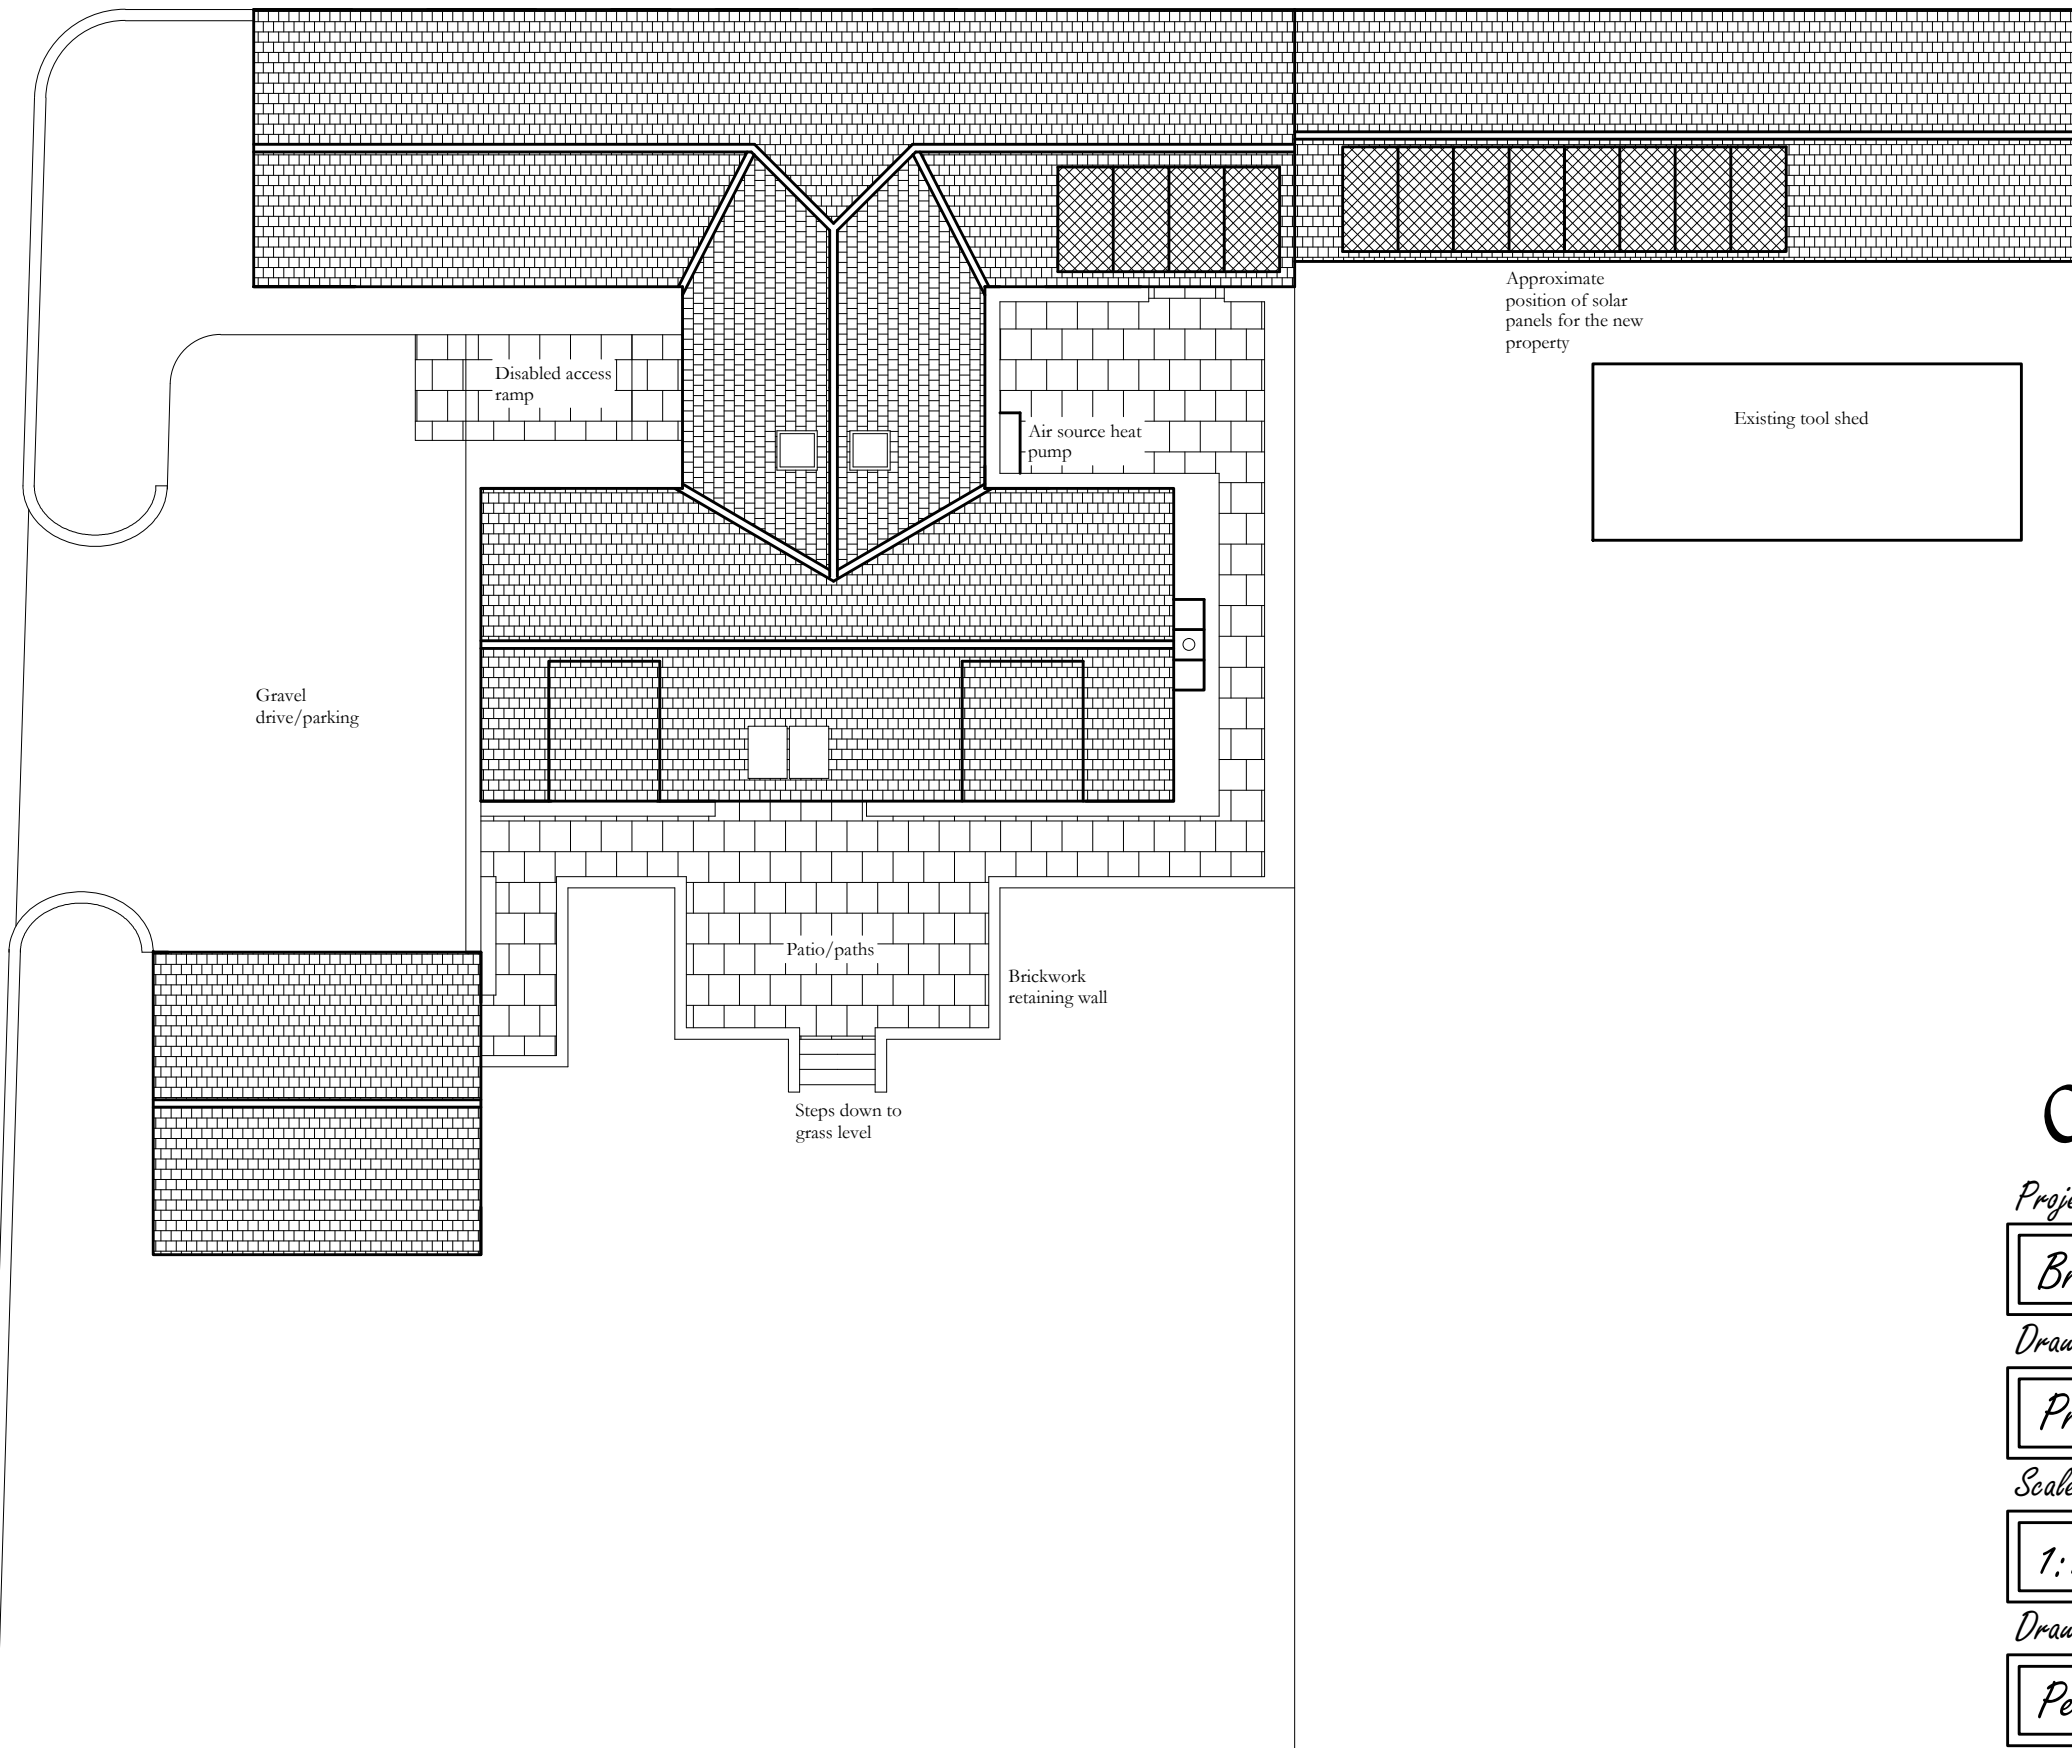 Approximate
position of solar
panels for the new
property
Disabled access
ramp
Existing tool shed
Air source heat
pump
Gravel
drive/parking
Patio/paths
Brickwork
retaining wall
Steps down to
grass level